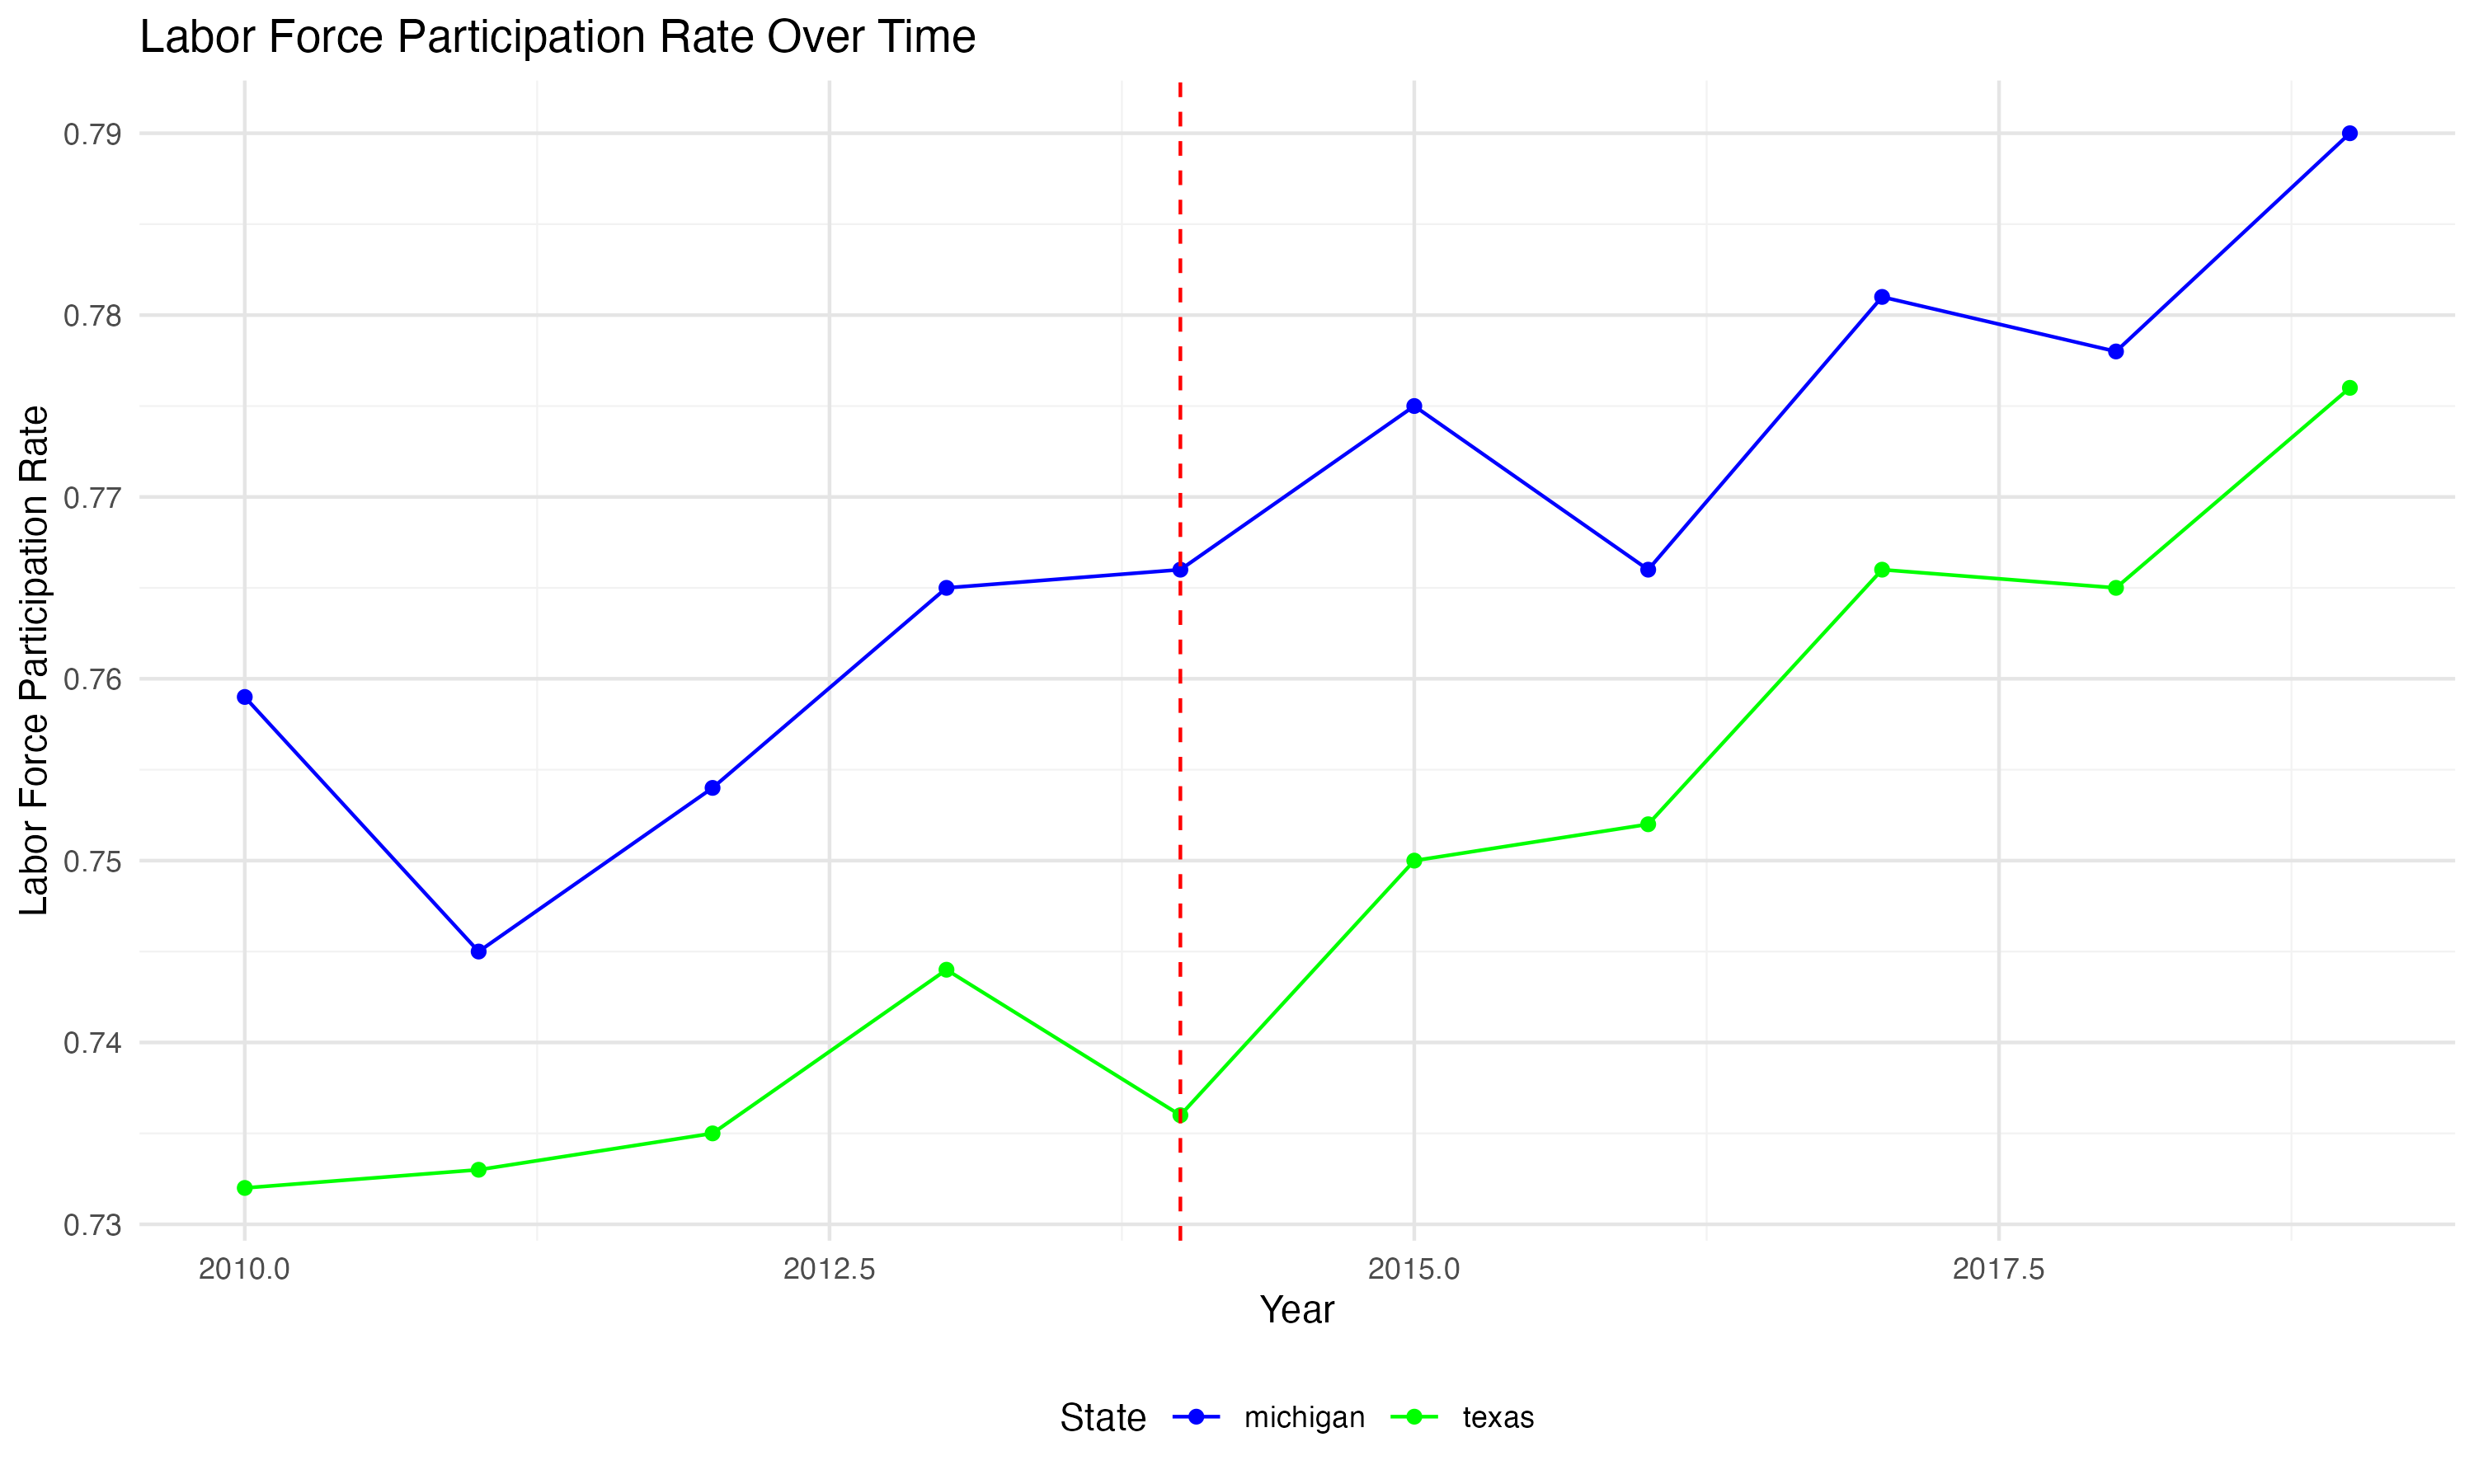 Labor Force Participation Rate Over Time
Labor Force Participation Rate
0.79
0.78
0.77
0.76
0.75
0.74
0.73
2010.0 2012.5 2015.0 2017.5
Year
State michigan texas